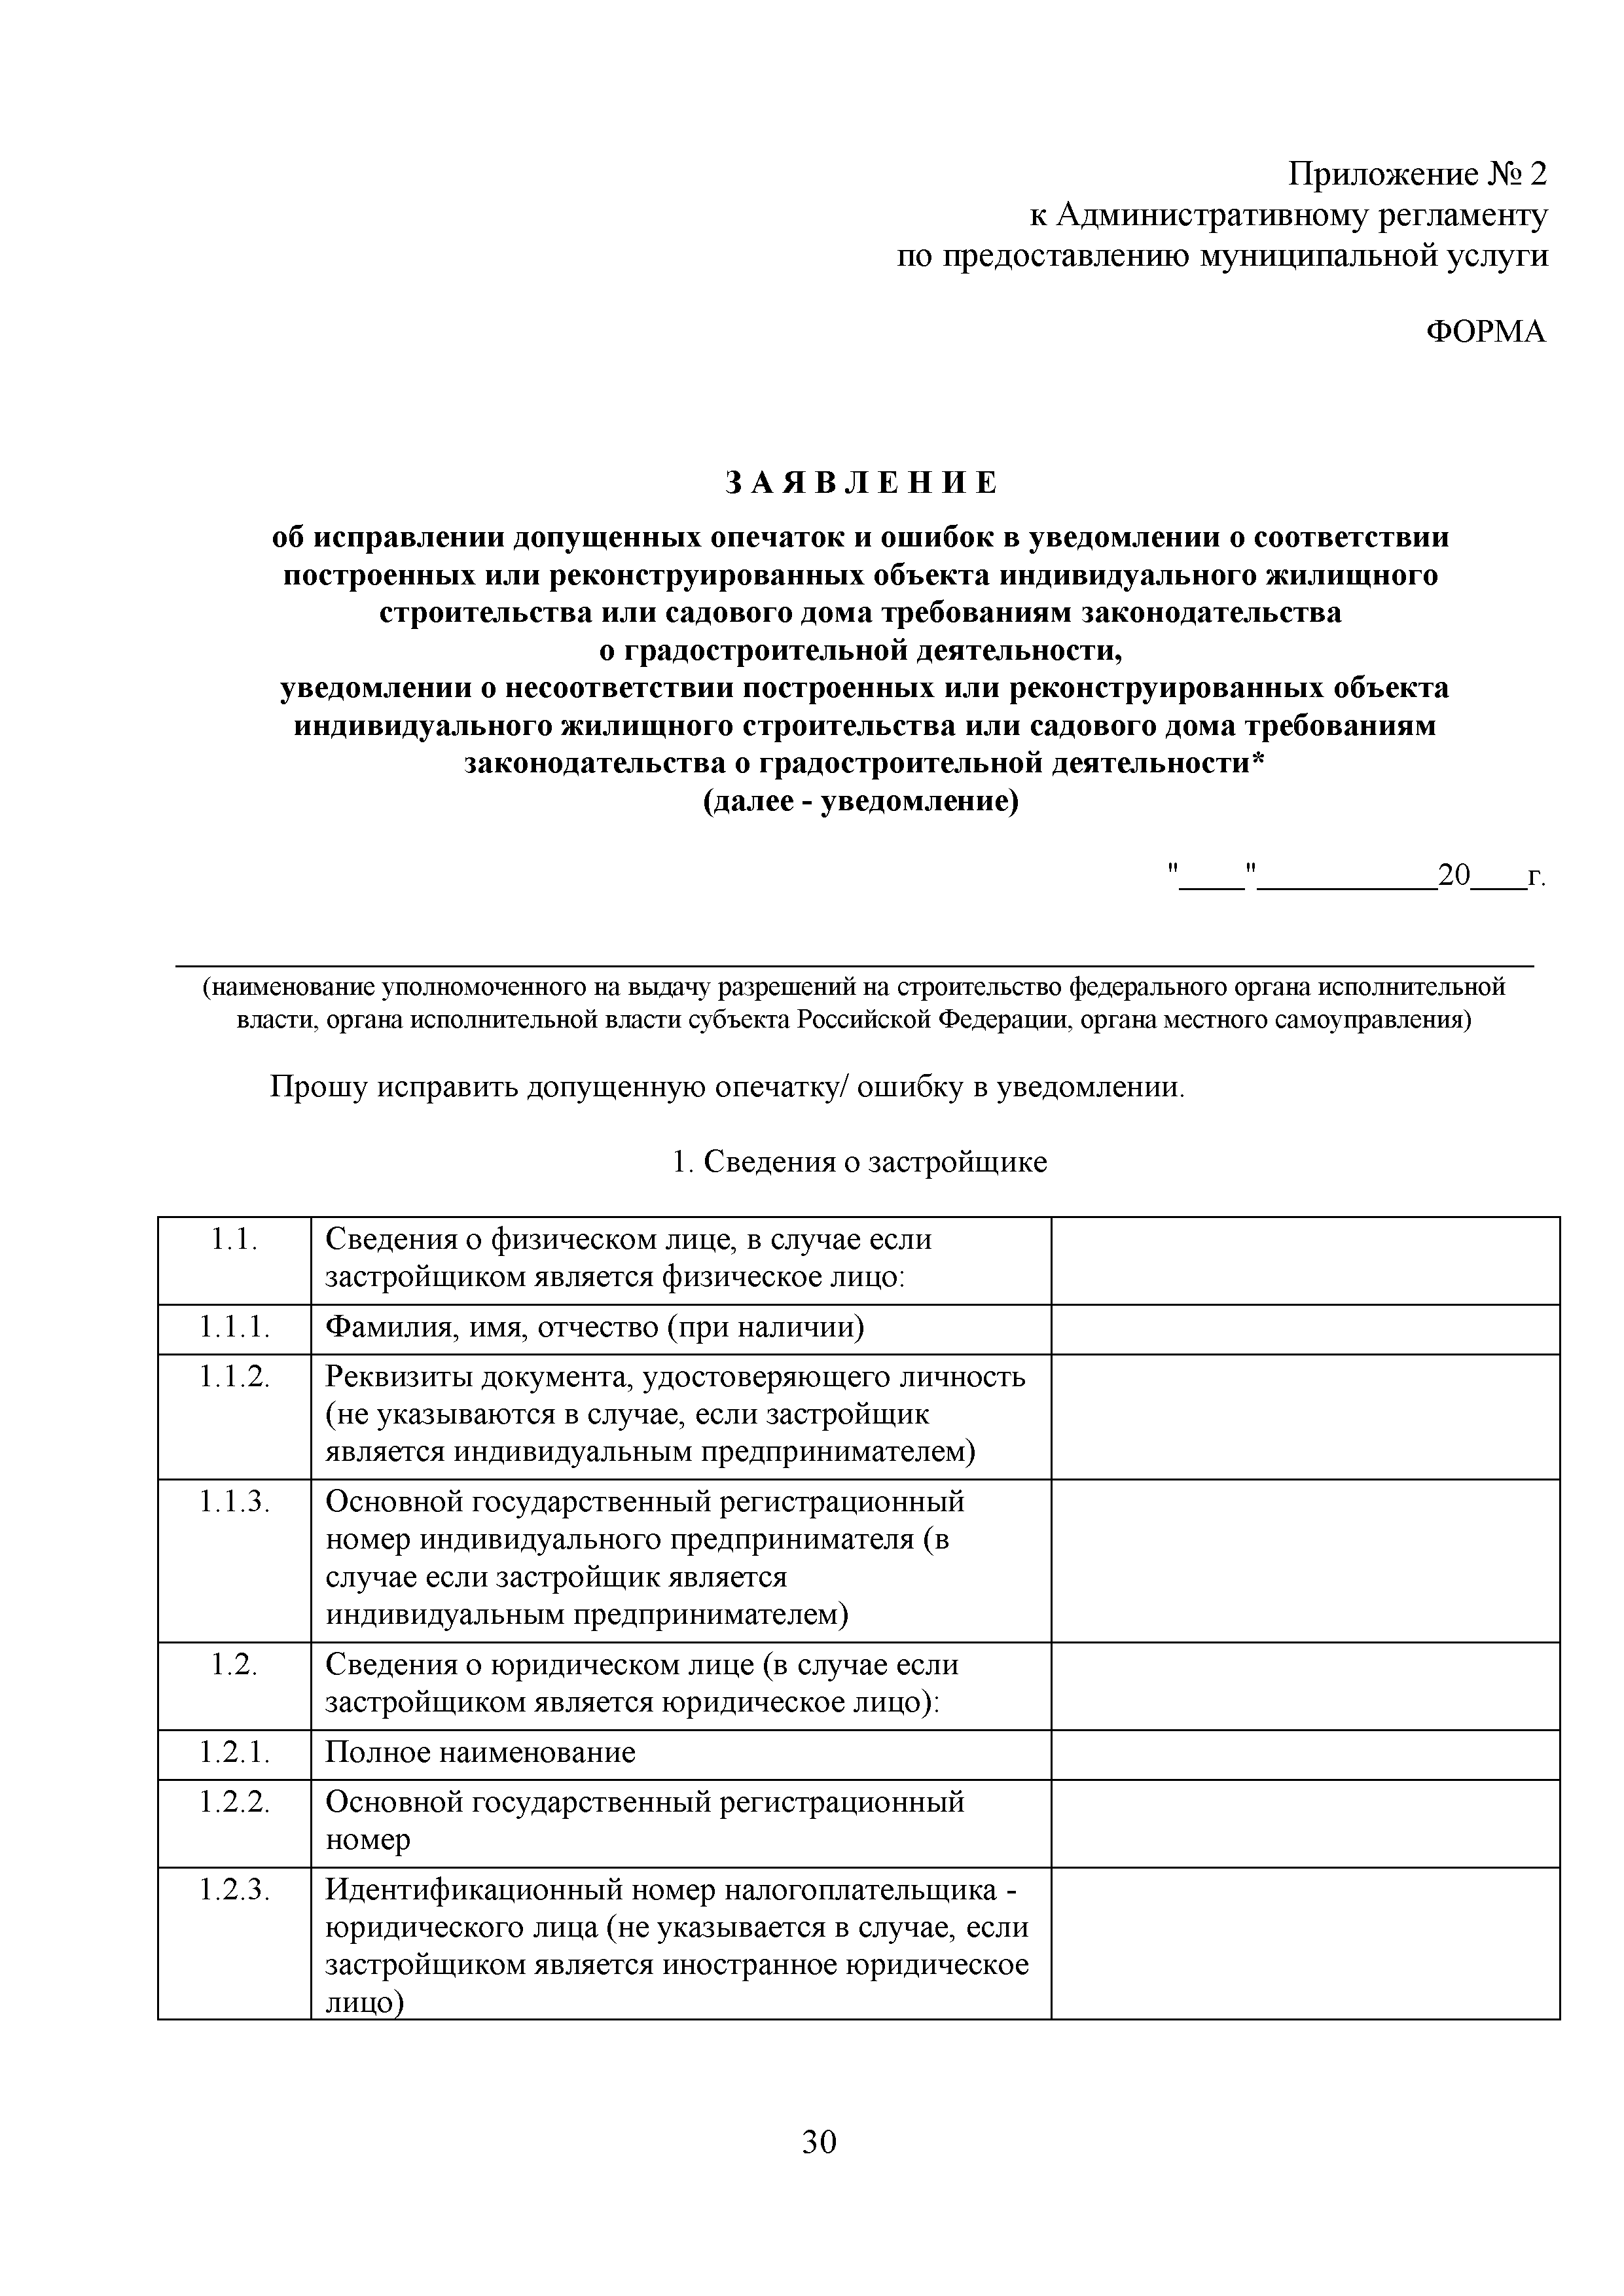 Приложение № 2
к Административному регламенту
по предоставлению муниципальной услуги
ФОРМА
З А Я В Л Е Н И Е
об исправлении допущенных опечаток и ошибок в уведомлении о соответствии
построенных или реконструированных объекта индивидуального жилищного
строительства или садового дома требованиям законодательства
о градостроительной деятельности,
уведомлении о несоответствии построенных или реконструированных объекта
индивидуального жилищного строительства или садового дома требованиям
законодательства о градостроительной деятельности*
(далее - уведомление)
"____"___________20____г.
(наименование уполномоченного на выдачу разрешений на строительство федерального органа исполнительной
власти, органа исполнительной власти субъекта Российской Федерации, органа местного самоуправления)
Прошу исправить допущенную опечатку/ ошибку в уведомлении.
1. Сведения о застройщике
1.1. Сведения о физическом лице, в случае если
застройщиком является физическое лицо:
1.1.1. Фамилия, имя, отчество (при наличии)
1.1.2. Реквизиты документа, удостоверяющего личность
(не указываются в случае, если застройщик
является индивидуальным предпринимателем)
1.1.3. Основной государственный регистрационный
номер индивидуального предпринимателя (в
случае если застройщик является
индивидуальным предпринимателем)
1.2. Сведения о юридическом лице (в случае если
застройщиком является юридическое лицо):
1.2.1. Полное наименование
1.2.2. Основной государственный регистрационный
номер
1.2.3. Идентификационный номер налогоплательщика -
юридического лица (не указывается в случае, если
застройщиком является иностранное юридическое
лицо)
30